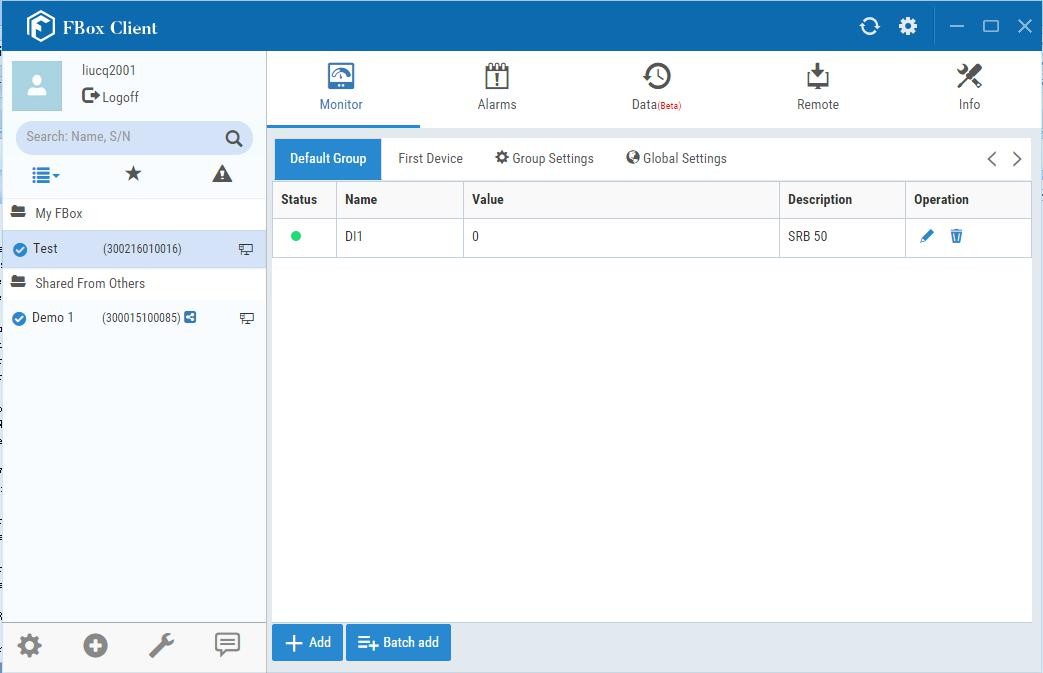 FBox Client
liucq2001
Logoff
Search: Name, S/N
My FBox
Test (300216010016)
Shared From Others
Demo 1 (300015100085)
Monitor Alarms Data(Beta) Remote Info
Default Group First Device Group Settings Global Settings
Status Name Value Description Operation
DI1 0 SRB 50
Add Batch add